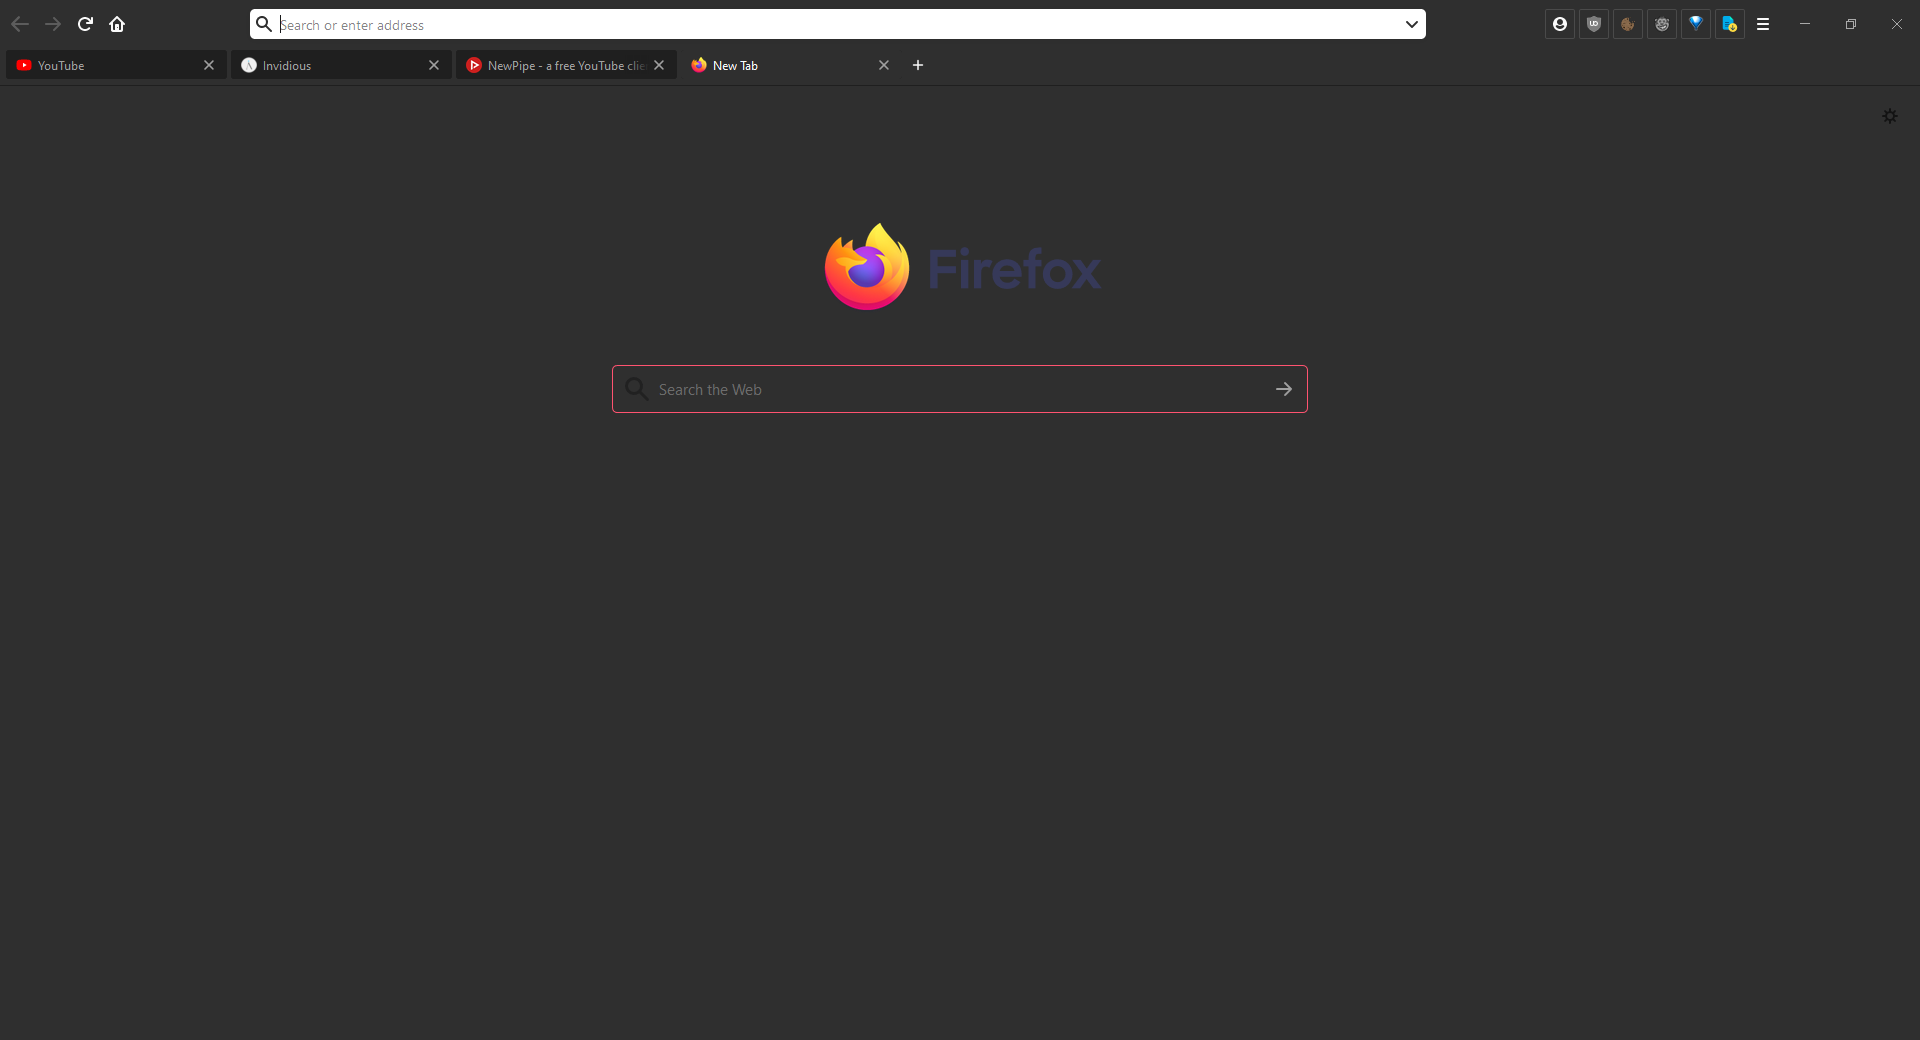 Search or enter address
YouTube
Invidious
NewPipe - a free YouTube clie
New Tab
Firefox
Search the Web